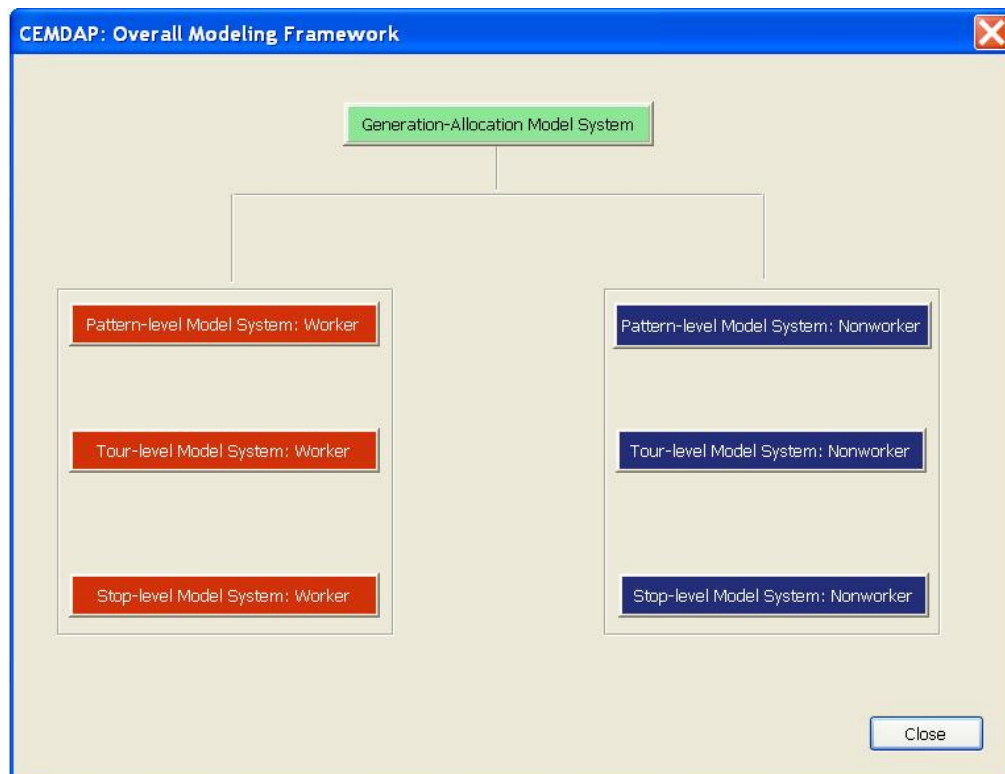 CEMDAP: Overall Modeling Framework
Generation-Allocation Model System
Pattern-level Model System: Worker
Pattern-level Model System: Nonworker
Tour-level Model System: Worker
Tour-level Model System: Nonworker
Stop-level Model System: Worker
Stop-level Model System: Nonworker
Close